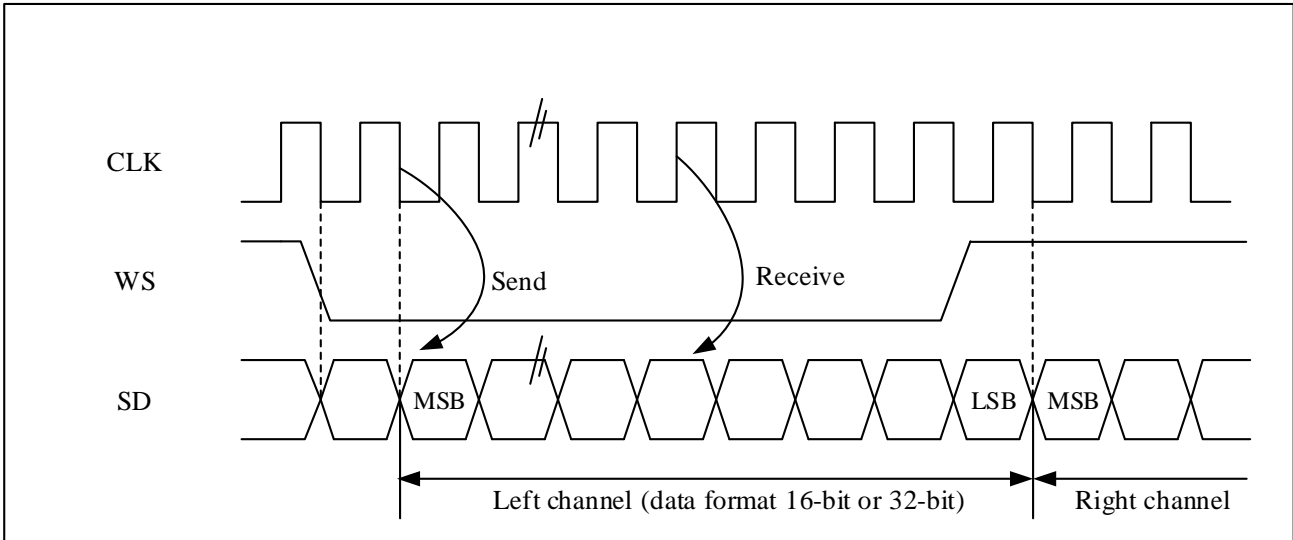 CLK
WS
Send
Receive
SD
MSB
LSB
MSB
Left channel (data format 16-bit or 32-bit)
Right channel